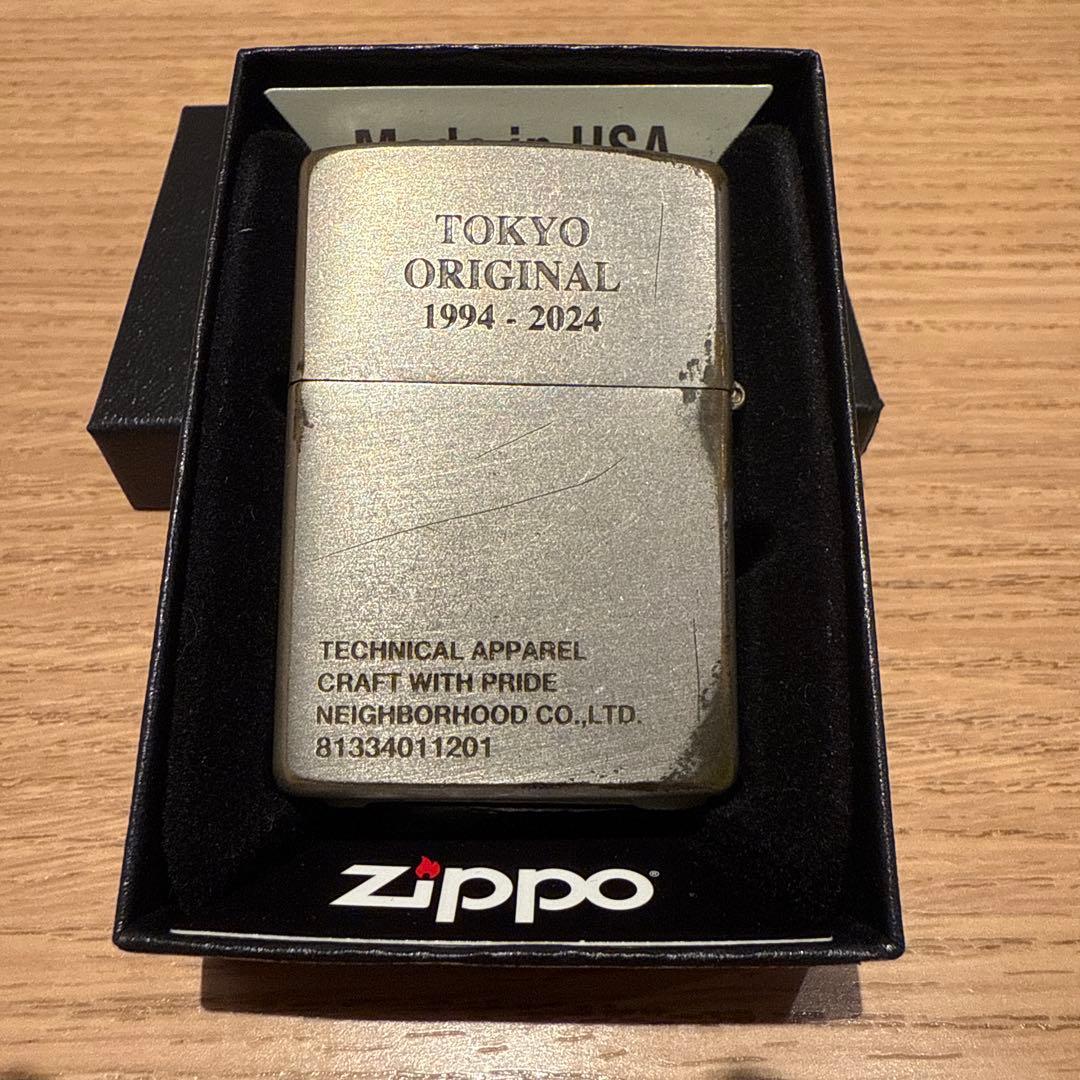 Made in USA
TOKYO
ORIGINAL
1994 - 2024
TECHNICAL APPAREL
CRAFT WITH PRIDE
NEIGHBORHOOD CO.,LTD.
81334011201
zippo®